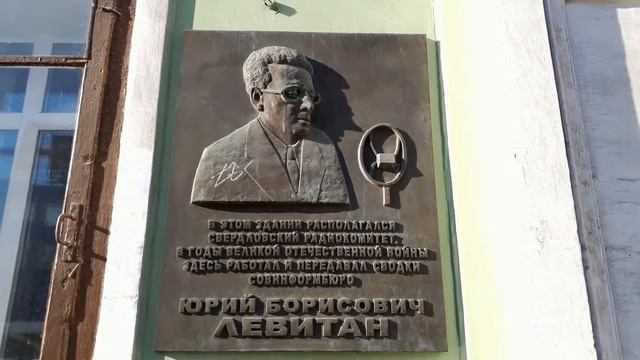 В ЭТОМ ЗДАНИИ РАСПОЛАГАЛСЯ
СВЕРДЛОВСКИЙ РАДИОКОМИТЕТ.
В ГОДЫ ВЕЛИКОЙ ОТЕЧЕСТВЕННОЙ ВОЙНЫ
ЗДЕСЬ РАБОТАЛ И ПЕРЕДАВАЛ СВОДКИ
СОВИНФОРМБЮРО
ЮРИЙ БОРИСОВИЧ
ЛЕВИТАН